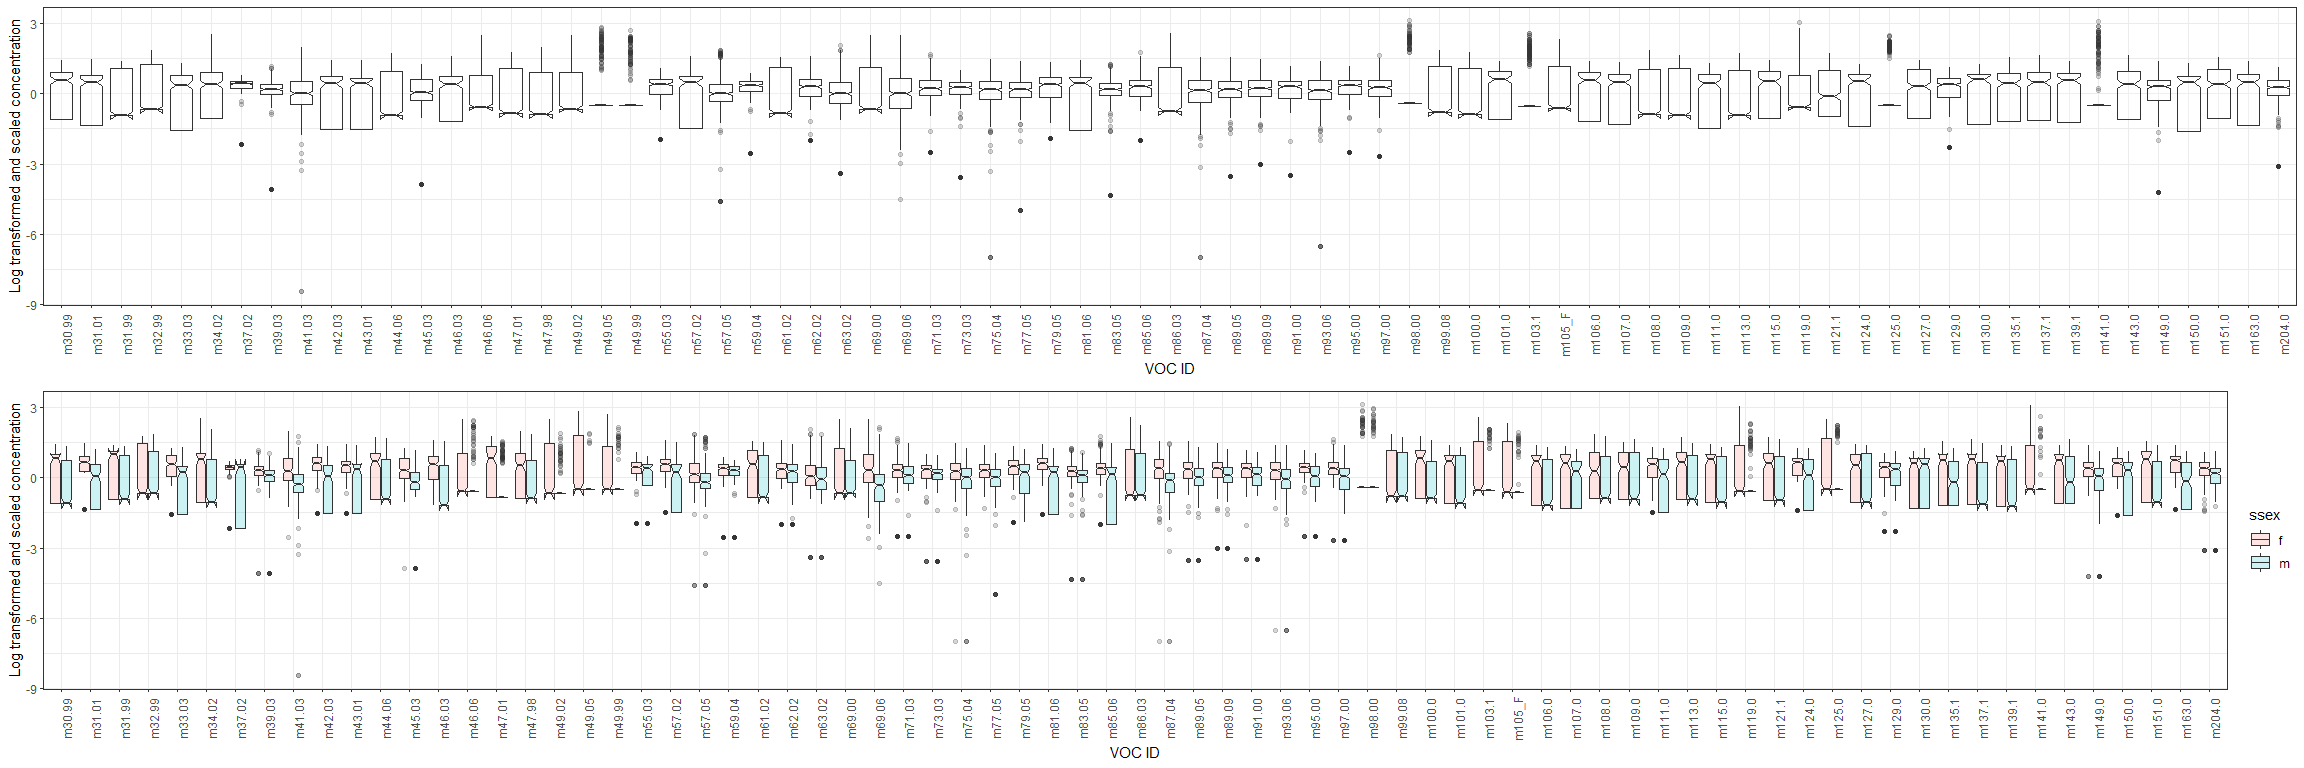 Log transformed and scaled concentration
3
0
-3
-6
-9
m30.99 m31.01 m31.99 m32.99 m33.03 m34.02 m37.02 m39.03 m41.03 m42.03 m43.01 m44.06 m45.03 m46.03 m46.06 m47.01 m47.98 m49.02 m49.05 m49.99 m55.03 m57.02 m57.05 m59.04 m61.02 m62.02 m63.02 m69.00 m69.06 m71.03 m73.03 m75.04 m77.05 m79.05 m81.06 m83.05 m85.06 m86.03 m87.04 m89.05 m89.09 m91.00 m93.06 m95.00 m97.00 m98.00 m99.08 m100.0 m101.0 m103.1 m105_F m106.0 m107.0 m108.0 m109.0 m111.0 m113.0 m115.0 m119.0 m121.1 m124.0 m125.0 m127.0 m129.0 m130.0 m135.1 m137.1 m139.1 m141.0 m143.0 m149.0 m150.0 m151.0 m163.0 m204.0
VOC ID
Log transformed and scaled concentration
3
0
-3
-6
-9
m30.99 m31.01 m31.99 m32.99 m33.03 m34.02 m37.02 m39.03 m41.03 m42.03 m43.01 m44.06 m45.03 m46.03 m46.06 m47.01 m47.98 m49.02 m49.05 m49.99 m55.03 m57.02 m57.05 m59.04 m61.02 m62.02 m63.02 m69.00 m69.06 m71.03 m73.03 m75.04 m77.05 m79.05 m81.06 m83.05 m85.06 m86.03 m87.04 m89.05 m89.09 m91.00 m93.06 m95.00 m97.00 m98.00 m99.08 m100.0 m101.0 m103.1 m105_F m106.0 m107.0 m108.0 m109.0 m111.0 m113.0 m115.0 m119.0 m121.1 m124.0 m125.0 m127.0 m129.0 m130.0 m135.1 m137.1 m139.1 m141.0 m143.0 m149.0 m150.0 m151.0 m163.0 m204.0
VOC ID
ssex
f
m